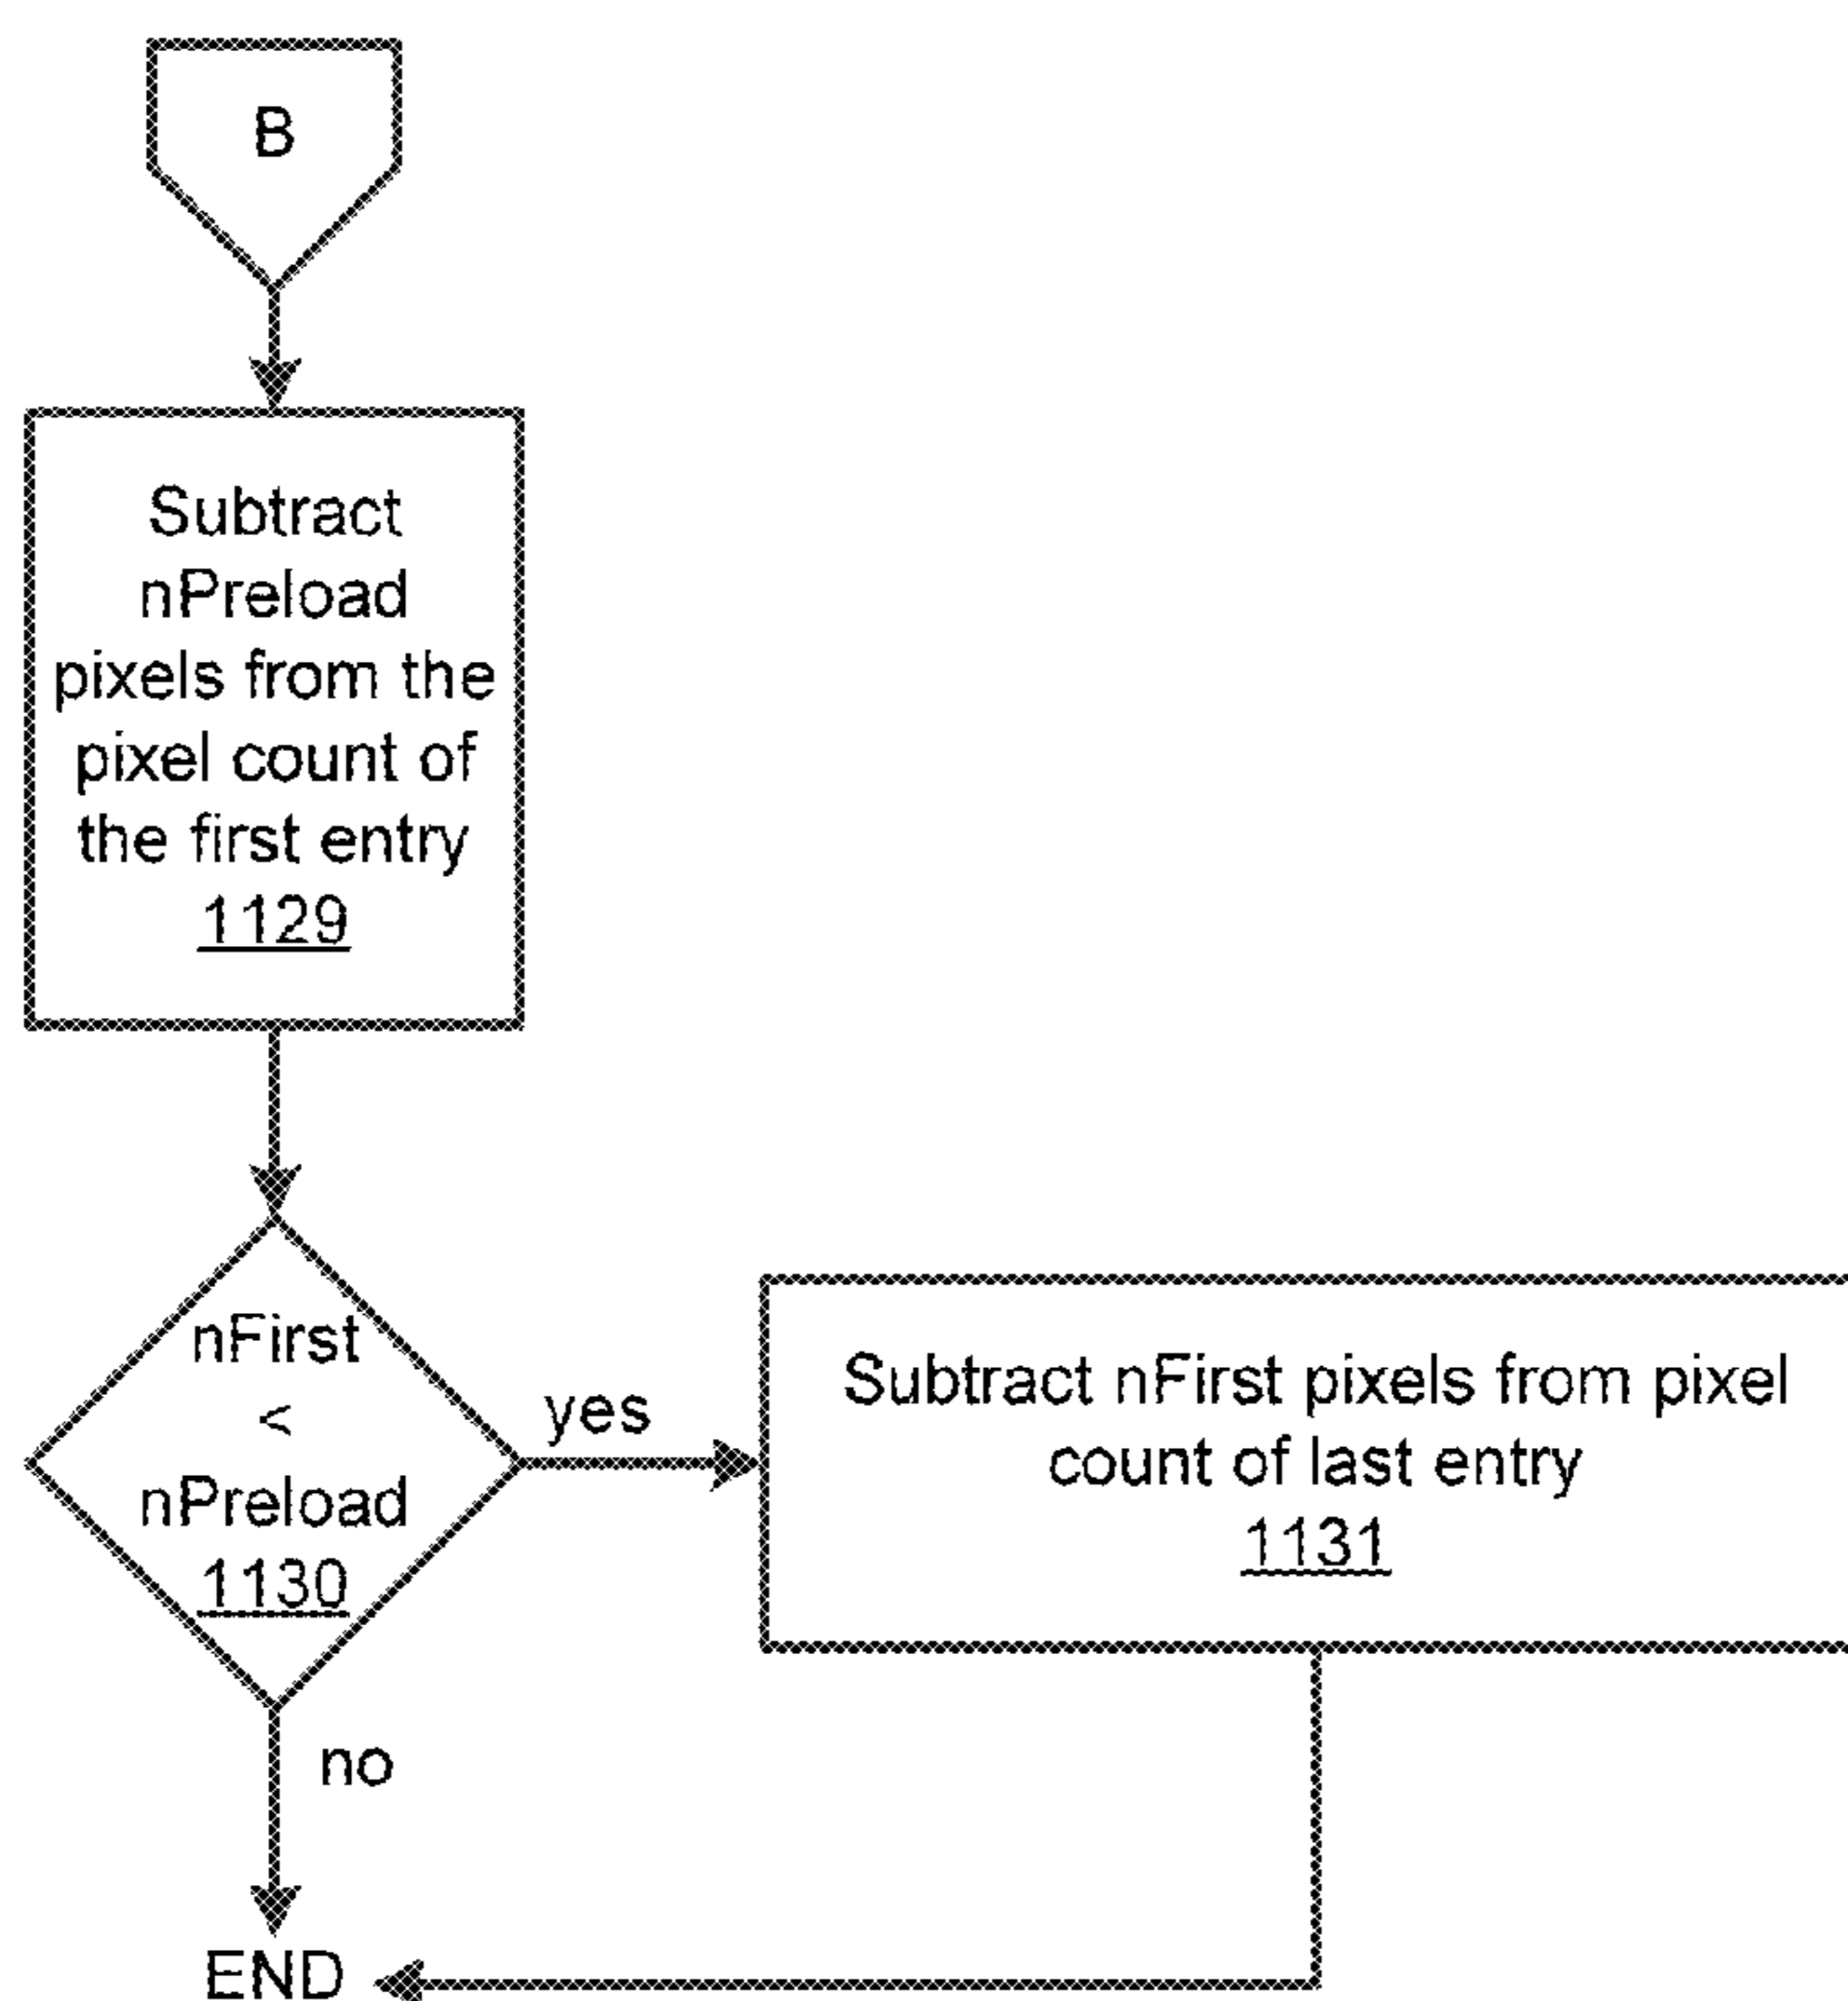 B
Subtract
nPreload
pixels from the
pixel count of
the first entry
1129
nFirst
<
nPreload
1130
yes
Subtract nFirst pixels from pixel
count of last entry
1131
no
END